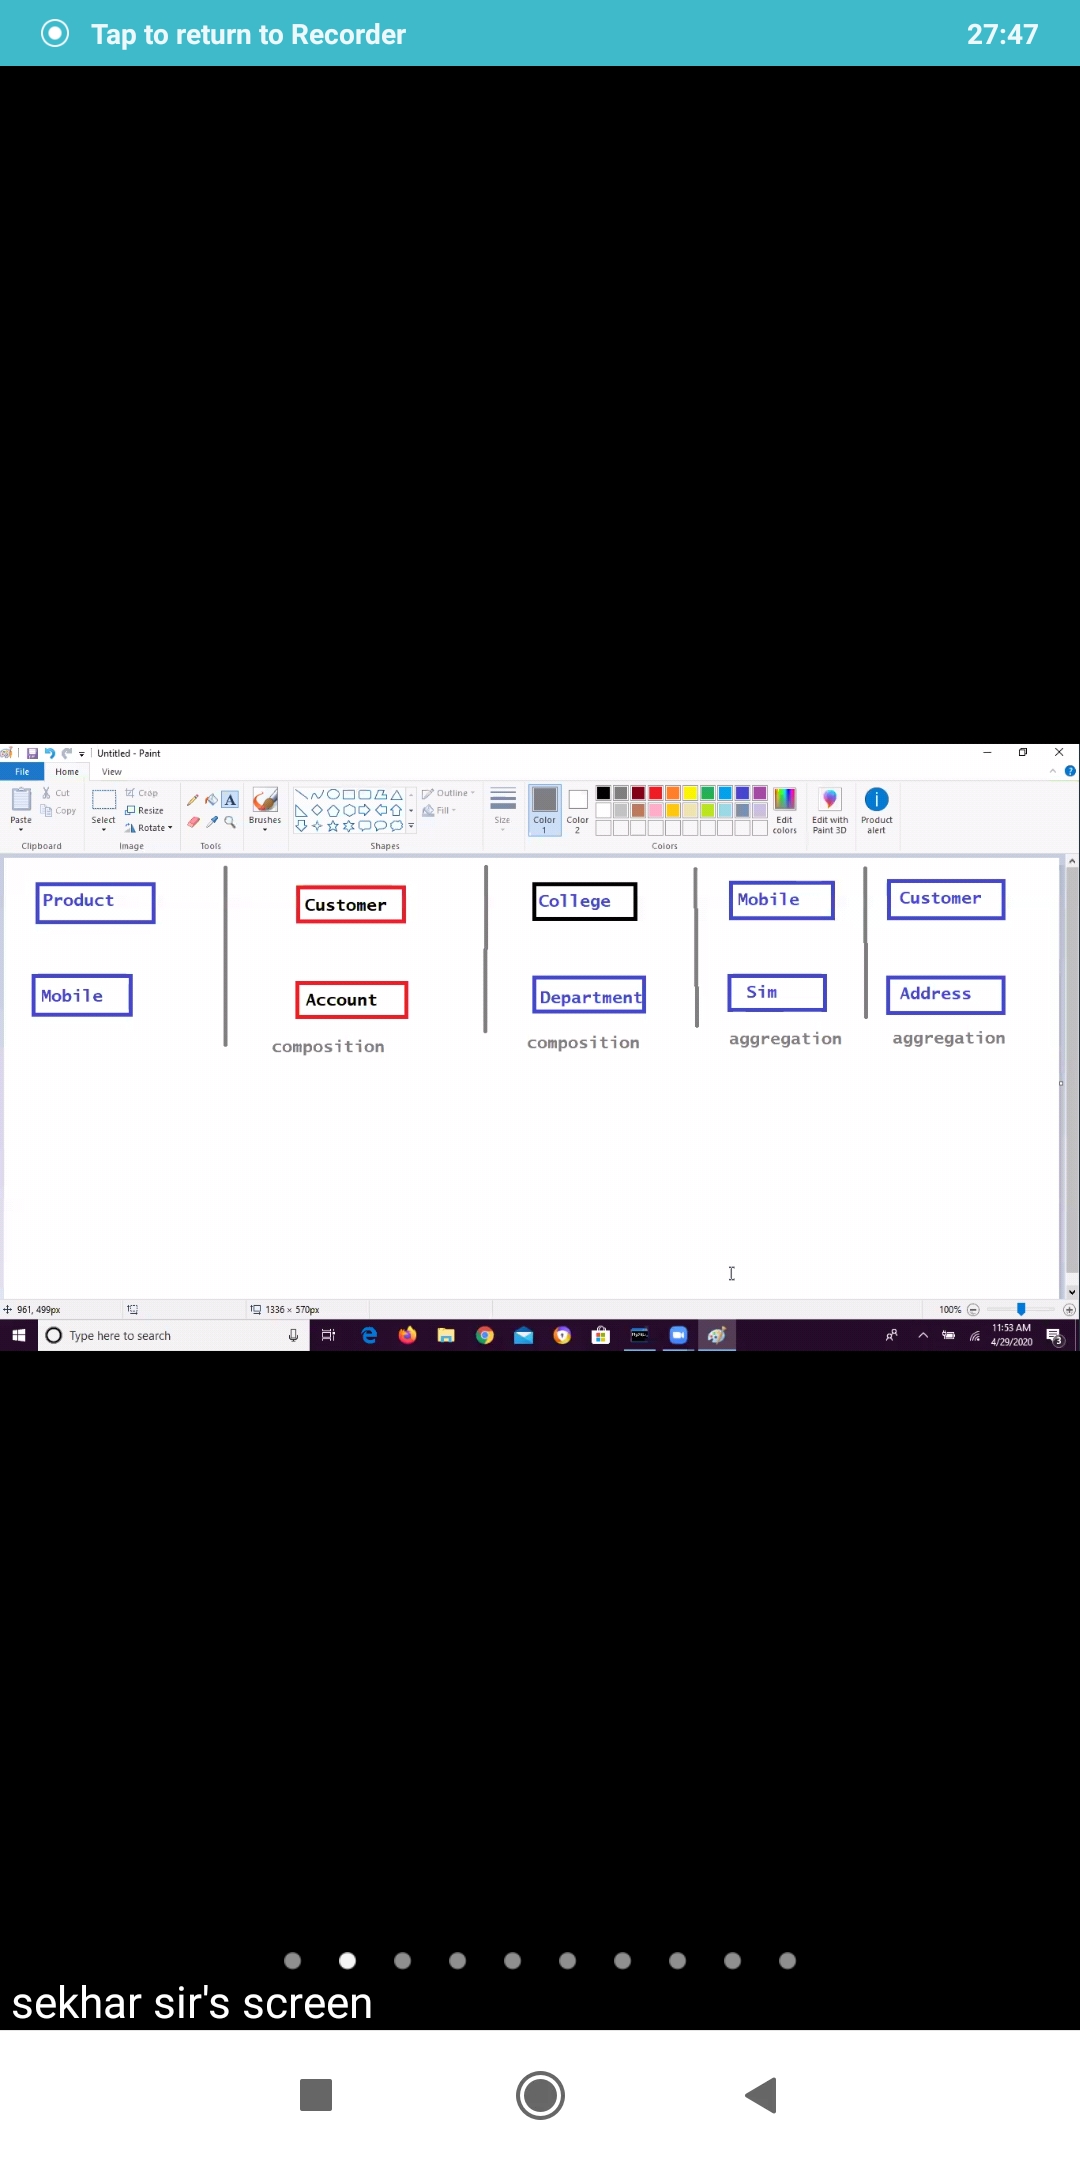 Tap to return to Recorder 27:47
Untitled - Paint
File Home View
Paste Cut Copy
Select Crop Resize Rotate
Brushes
Outline Fill
Size
Color 1 Color 2
Edit colors
Edit with Paint 3D
Product alert
Clipboard Image Tools Shapes Colors
Product Customer College Mobile Customer
Mobile Account Department Sim Address
composition composition aggregation aggregation
961, 499px 1336 × 570px 100%
Type here to search
11:53 AM
4/29/2020
3
sekhar sir's screen